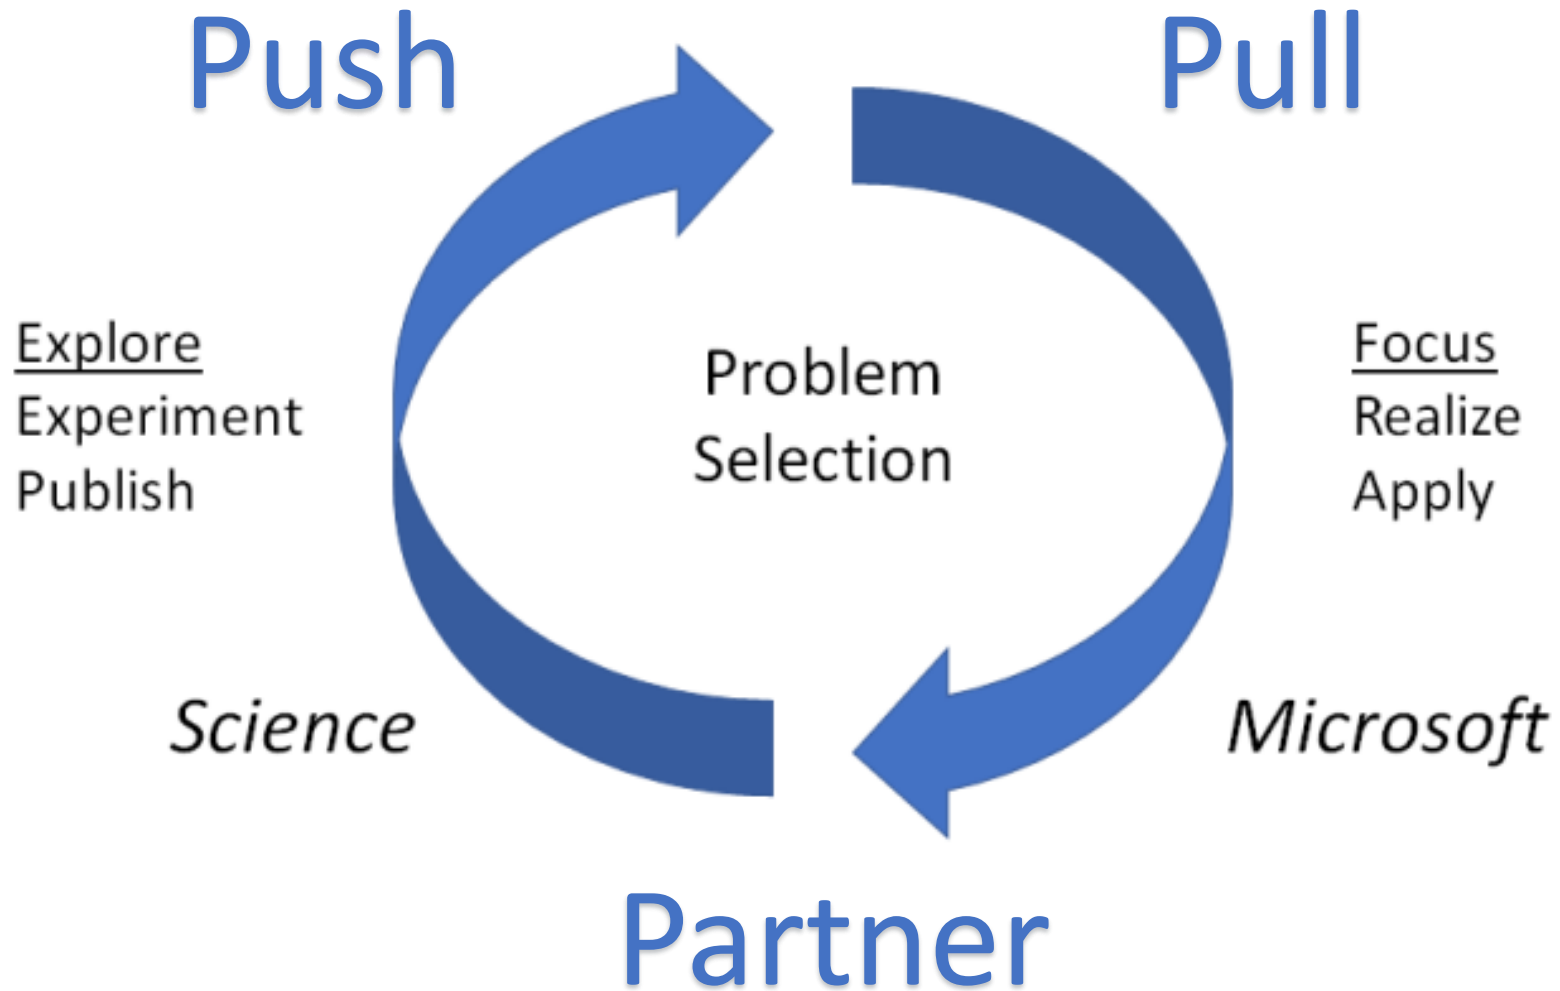 Push
Pull
Explore
Experiment
Publish
Problem
Selection
Focus
Realize
Apply
Science
Microsoft
Partner